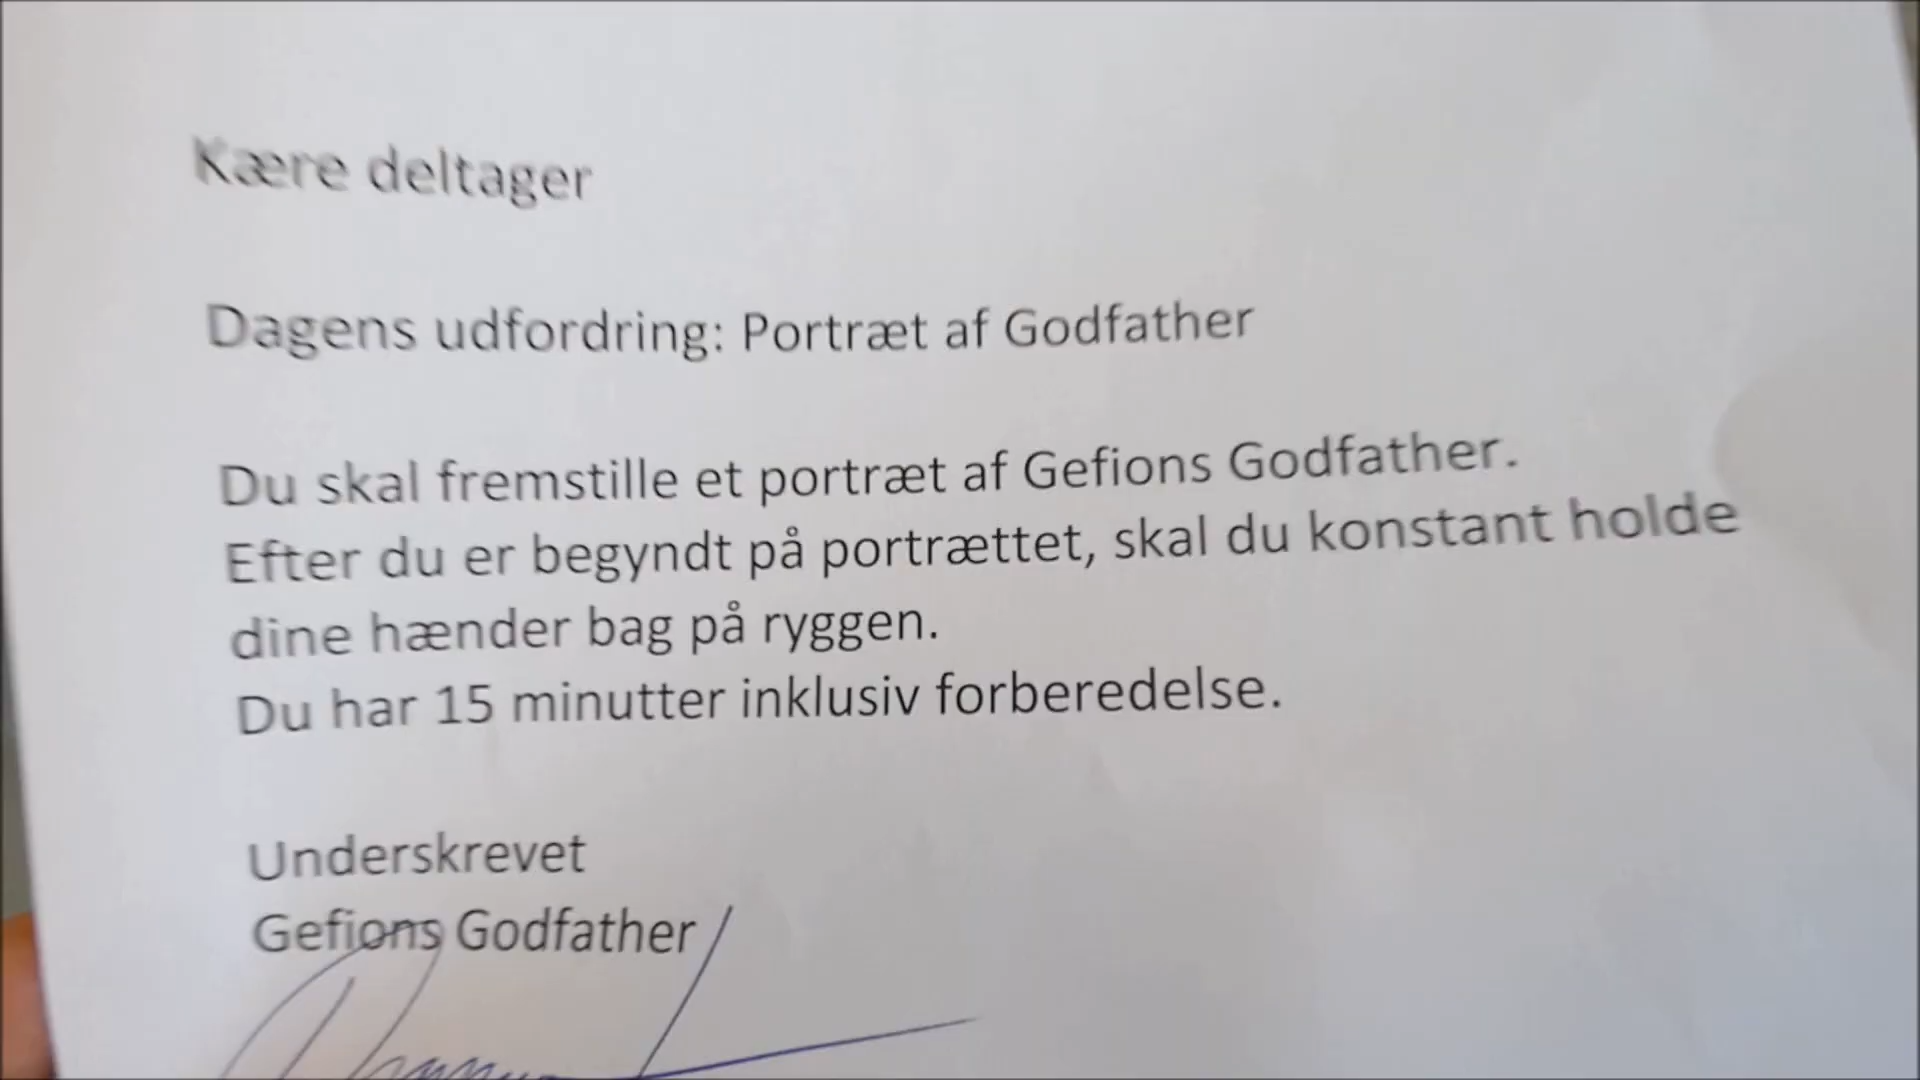 Kære deltager
Dagens udfordring: Portræt af Godfather
Du skal fremstille et portræt af Gefions Godfather.
Efter du er begyndt på portrættet, skal du konstant holde
dine hænder bag på ryggen.
Du har 15 minutter inklusiv forberedelse.
Underskrevet
Gefions Godfather